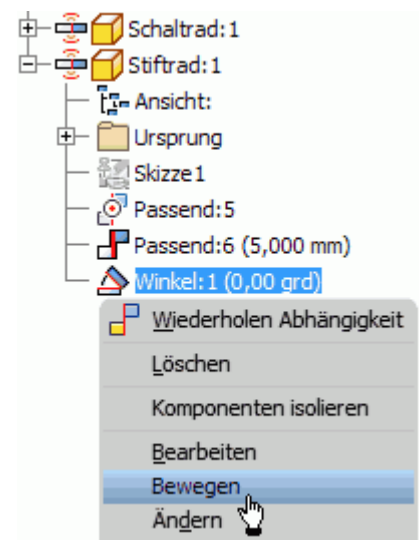 Schaltrad:1
Stiftrad:1
Ansicht:
Ursprung
Skizze1
Passend:5
Passend:6 (5,000 mm)
Winkel:1 (0,00 grd)
Wiederholen Abhängigkeit
Löschen
Komponenten isolieren
Bearbeiten
Bewegen
Ändern